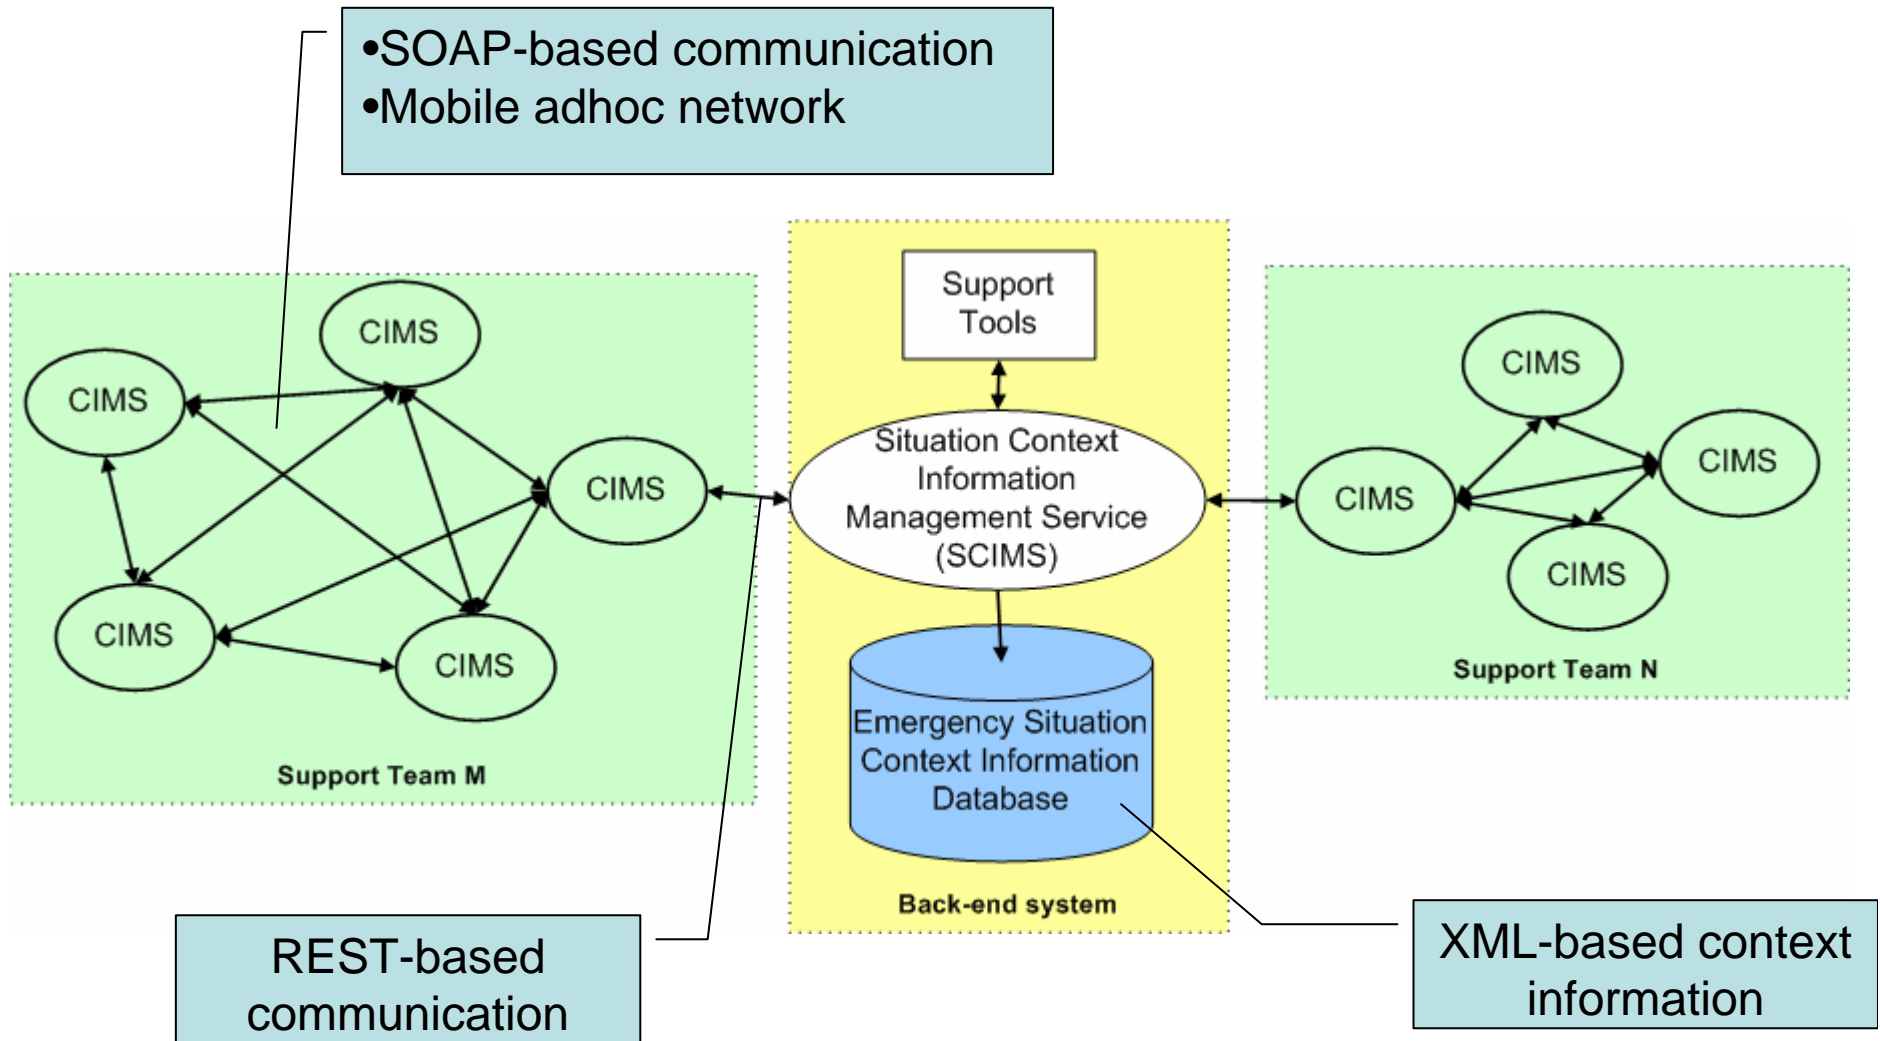 •SOAP-based communication
•Mobile adhoc network
Support
Tools
CIMS
CIMS
CIMS
CIMS
CIMS
Support Team M
Situation Context
Information
Management Service
(SCIMS)
Emergency Situation
Context Information
Database
Back-end system
CIMS
CIMS
CIMS
CIMS
Support Team N
REST-based
communication
XML-based context
information